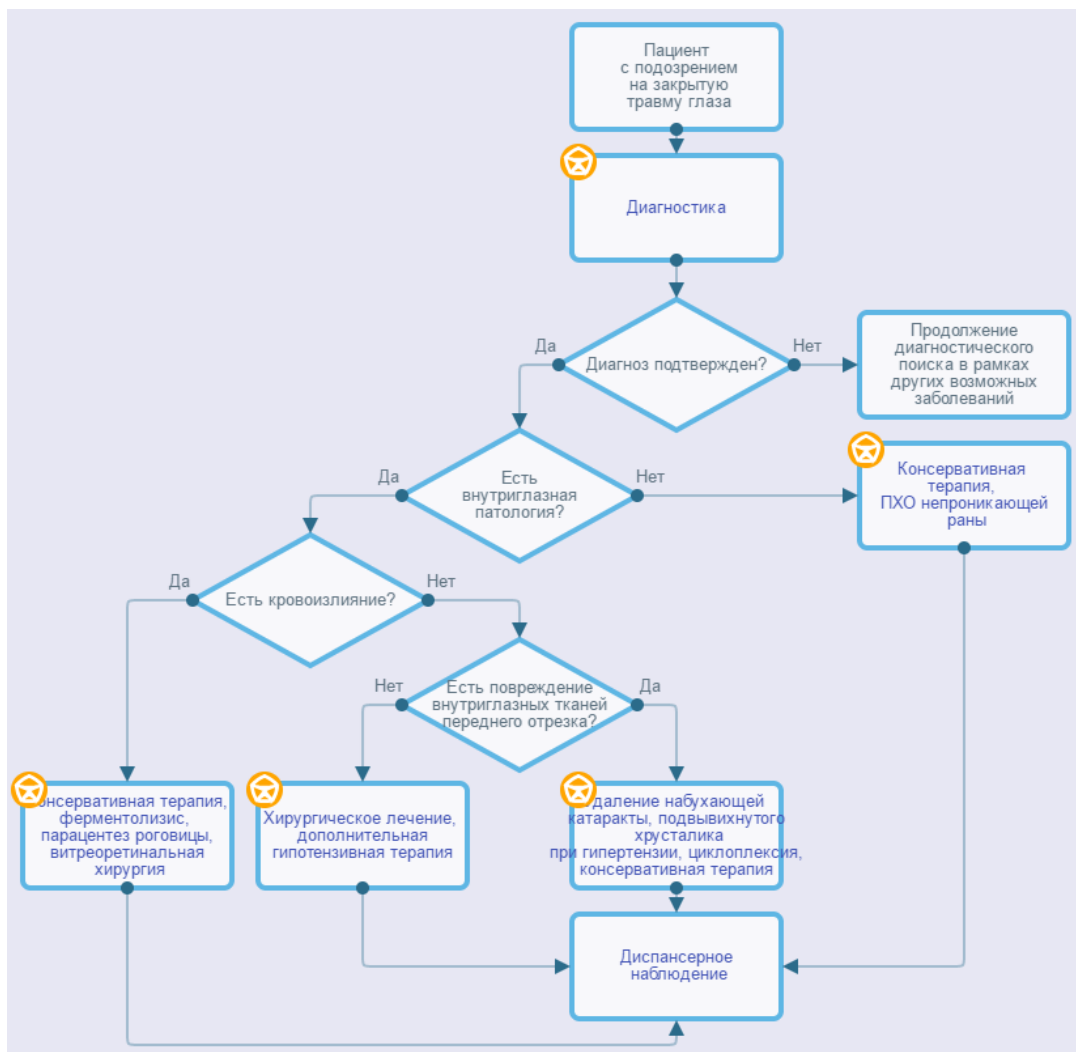 Пациент
с подозрением
на закрытую
травму глаза
Диагностика
Да
Диагноз подтвержден?
Нет
Продолжение
диагностического
поиска в рамках
других возможных
заболеваний
Да
Есть
внутриглазная
патология?
Нет
Консервативная
терапия,
ПХО непроникающей
раны
Да
Есть кровоизлияние?
Нет
Нет
Есть повреждение
внутриглазных тканей
переднего отрезка?
Да
Консервативная терапия,
ферментолизис,
парацентез роговицы,
витреоретинальная
хирургия
Хирургическое лечение,
дополнительная
гипотензивная терапия
Удаление набухающей
катаракты, подвывихнутого
хрусталика
при гипертензии, циклоплексия,
консервативная терапия
Диспансерное
наблюдение